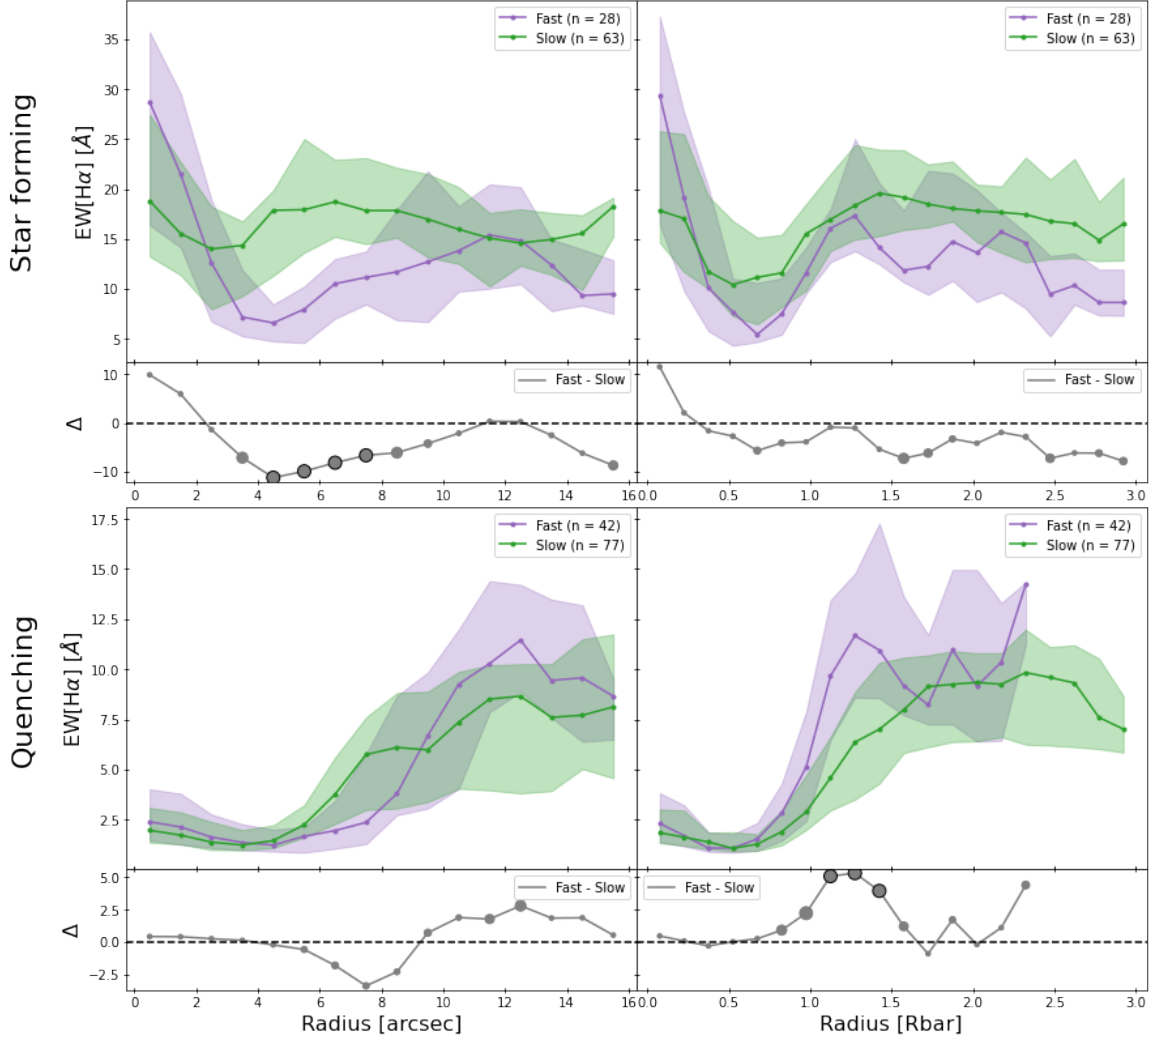 Star forming
EW[Hα] [Å]
35
30
25
20
15
10
5
Fast (n = 28)
Slow (n = 63)
Fast (n = 28)
Slow (n = 63)
Δ
10
0
−10
Fast - Slow
Fast - Slow
0 2 4 6 8 10 12 14 16
0.0 0.5 1.0 1.5 2.0 2.5 3.0
Quenching
EW[Hα] [Å]
17.5
15.0
12.5
10.0
7.5
5.0
2.5
Fast (n = 42)
Slow (n = 77)
Fast (n = 42)
Slow (n = 77)
Δ
5.0
2.5
0.0
−2.5
Fast - Slow
Fast - Slow
0 2 4 6 8 10 12 14 16
0.0 0.5 1.0 1.5 2.0 2.5 3.0
Radius [arcsec]
Radius [Rbar]